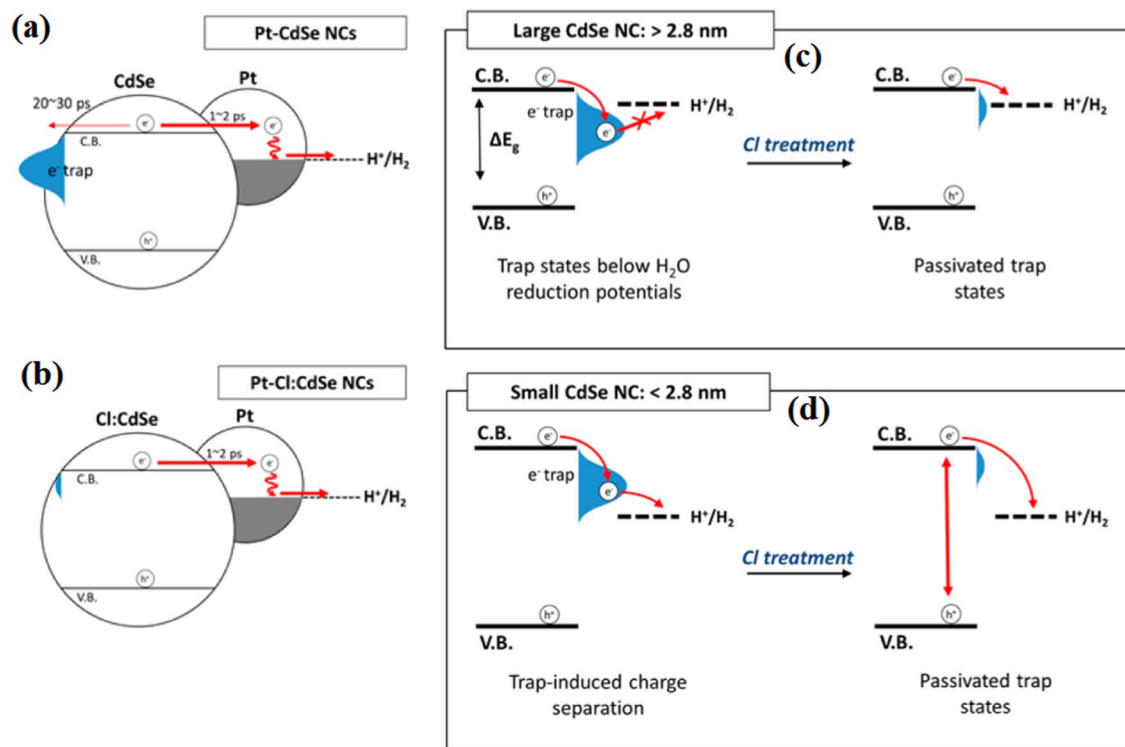 (a)
Pt-CdSe NCs
CdSe
Pt
20~30 ps
1~2 ps
e⁻
e⁻
C.B.
e⁻ trap
H⁺/H₂
h⁺
V.B.
(b)
Pt-Cl:CdSe NCs
Cl:CdSe
Pt
1~2 ps
e⁻
e⁻
C.B.
H⁺/H₂
h⁺
V.B.
Large CdSe NC: > 2.8 nm
(c)
C.B.
e⁻
e⁻ trap
H⁺/H₂
e⁻
ΔE_g
h⁺
V.B.
Trap states below H₂O
reduction potentials
Cl treatment
C.B.
e⁻
H⁺/H₂
h⁺
V.B.
Passivated trap
states
Small CdSe NC: < 2.8 nm
(d)
C.B.
e⁻
e⁻ trap
e⁻
H⁺/H₂
h⁺
V.B.
Trap-induced charge
separation
Cl treatment
C.B.
e⁻
H⁺/H₂
h⁺
V.B.
Passivated trap
states